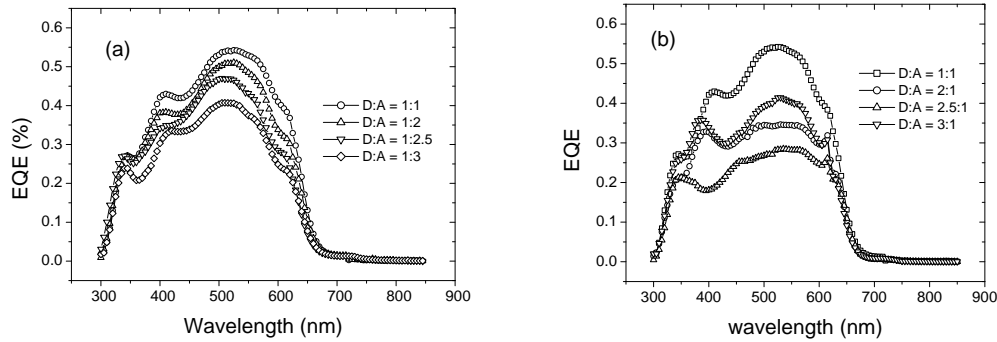 (a)
EQE (%)
0.6
0.5
0.4
0.3
0.2
0.1
0.0
D:A = 1:1
D:A = 1:2
D:A = 1:2.5
D:A = 1:3
300 400 500 600 700 800 900
Wavelength (nm)
(b)
EQE
0.6
0.5
0.4
0.3
0.2
0.1
0.0
D:A = 1:1
D:A = 2:1
D:A = 2.5:1
D:A = 3:1
300 400 500 600 700 800 900
wavelength (nm)